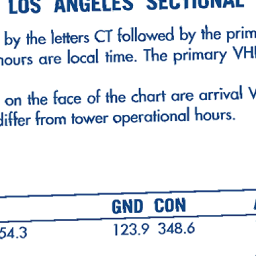 LOS ANGELES SECTIONAL
by the letters CT followed by the prim
hours are local time. The primary VH
on the face of the chart are arrival V
differ from tower operational hours.
GND CON
54.3 123.9 348.6